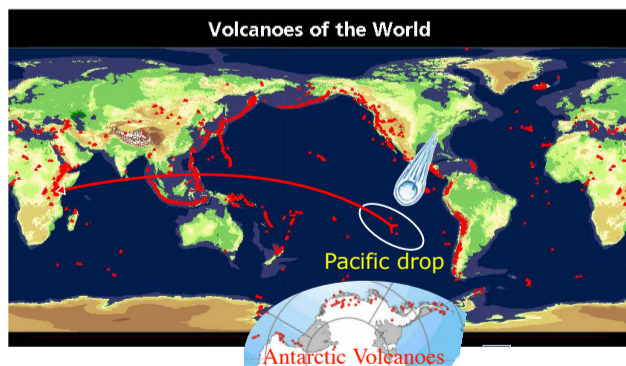 Volcanoes of the World
Pacific drop
Antarctic Volcanoes